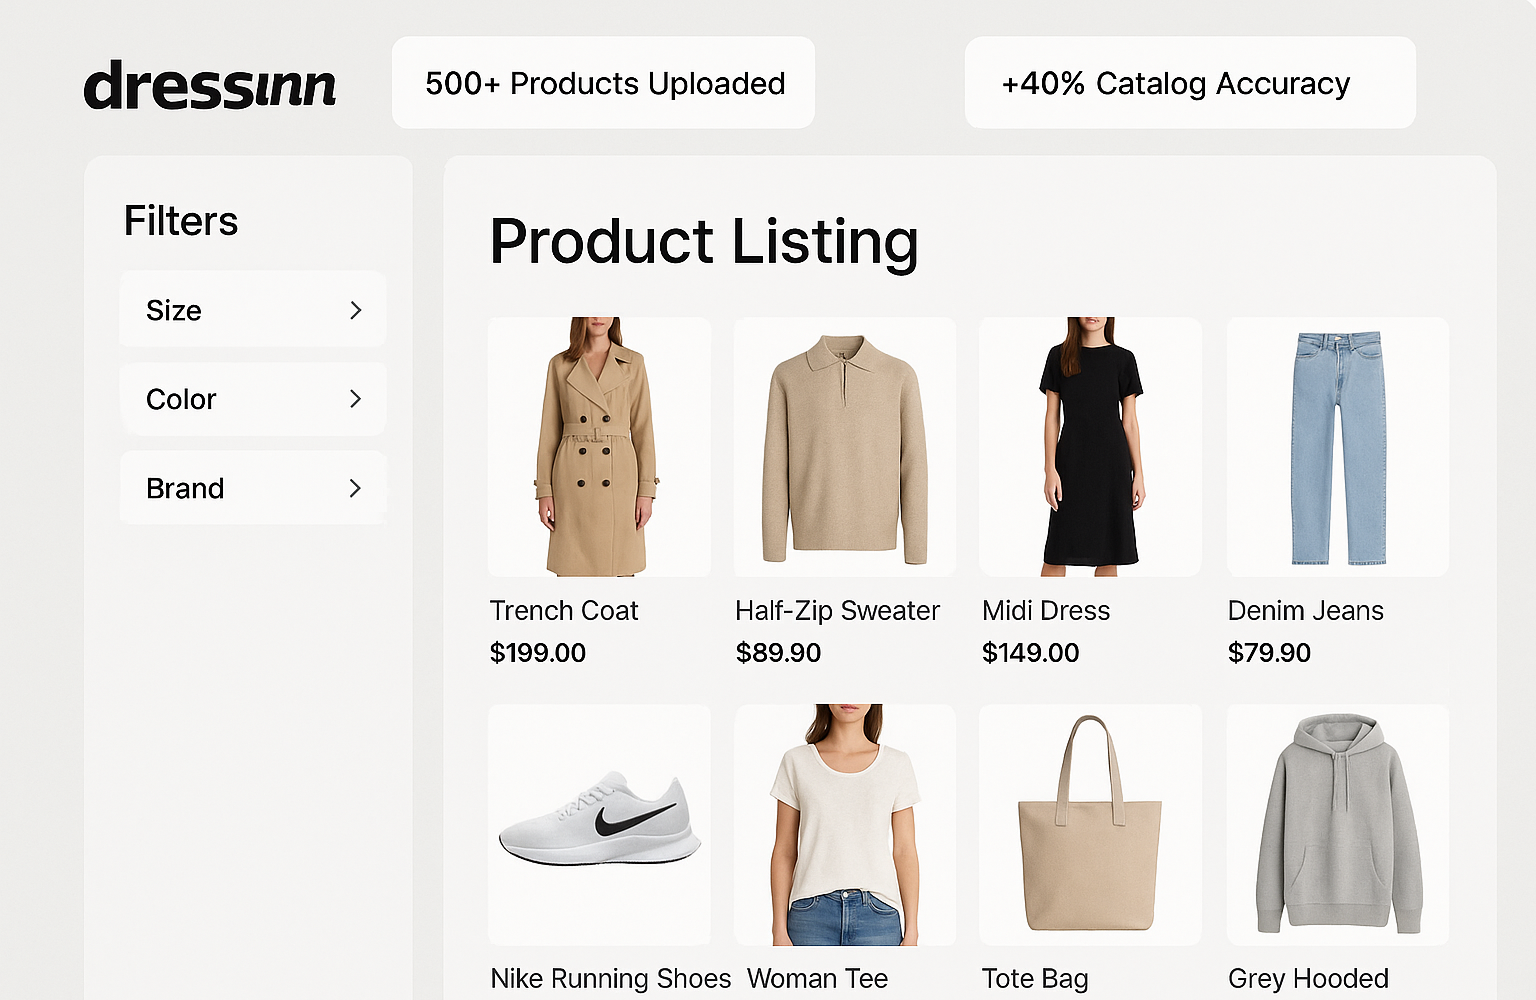 dressinn
500+ Products Uploaded
+40% Catalog Accuracy
Filters
Size
Color
Brand
Product Listing
Trench Coat
$199.00
Half-Zip Sweater
$89.90
Midi Dress
$149.00
Denim Jeans
$79.90
Nike Running Shoes
Woman Tee
Tote Bag
Grey Hooded